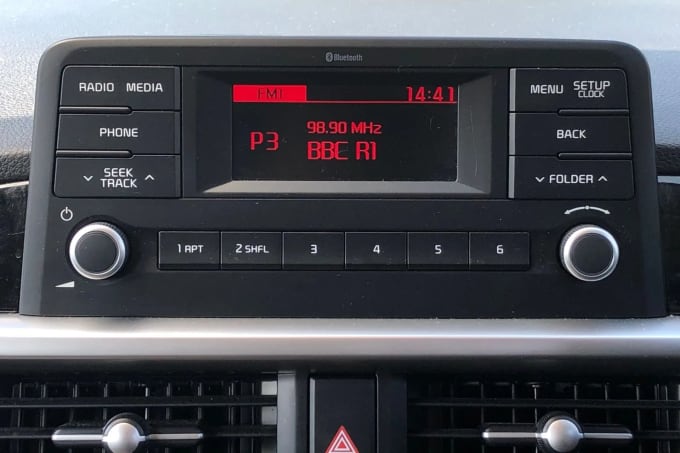 Bluetooth
RADIO MEDIA
PHONE
SEEK
TRACK
FM1 14:41
98.90 MHz
P3 BBC R1
MENU SETUP
CLOCK
BACK
FOLDER
1 RPT 2 SHFL 3 4 5 6